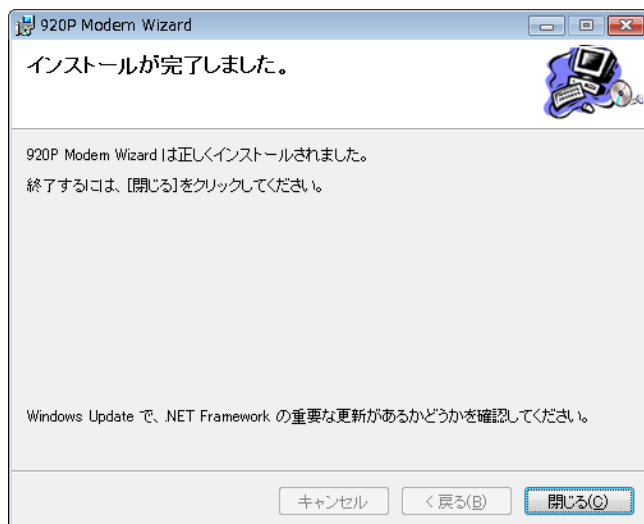 920P Modem Wizard
インストールが完了しました。
920P Modem Wizard は正しくインストールされました。
終了するには、[閉じる]をクリックしてください。
Windows Update で、.NET Framework の重要な更新があるかどうかを確認してください。
キャンセル
< 戻る(B)
閉じる(C)